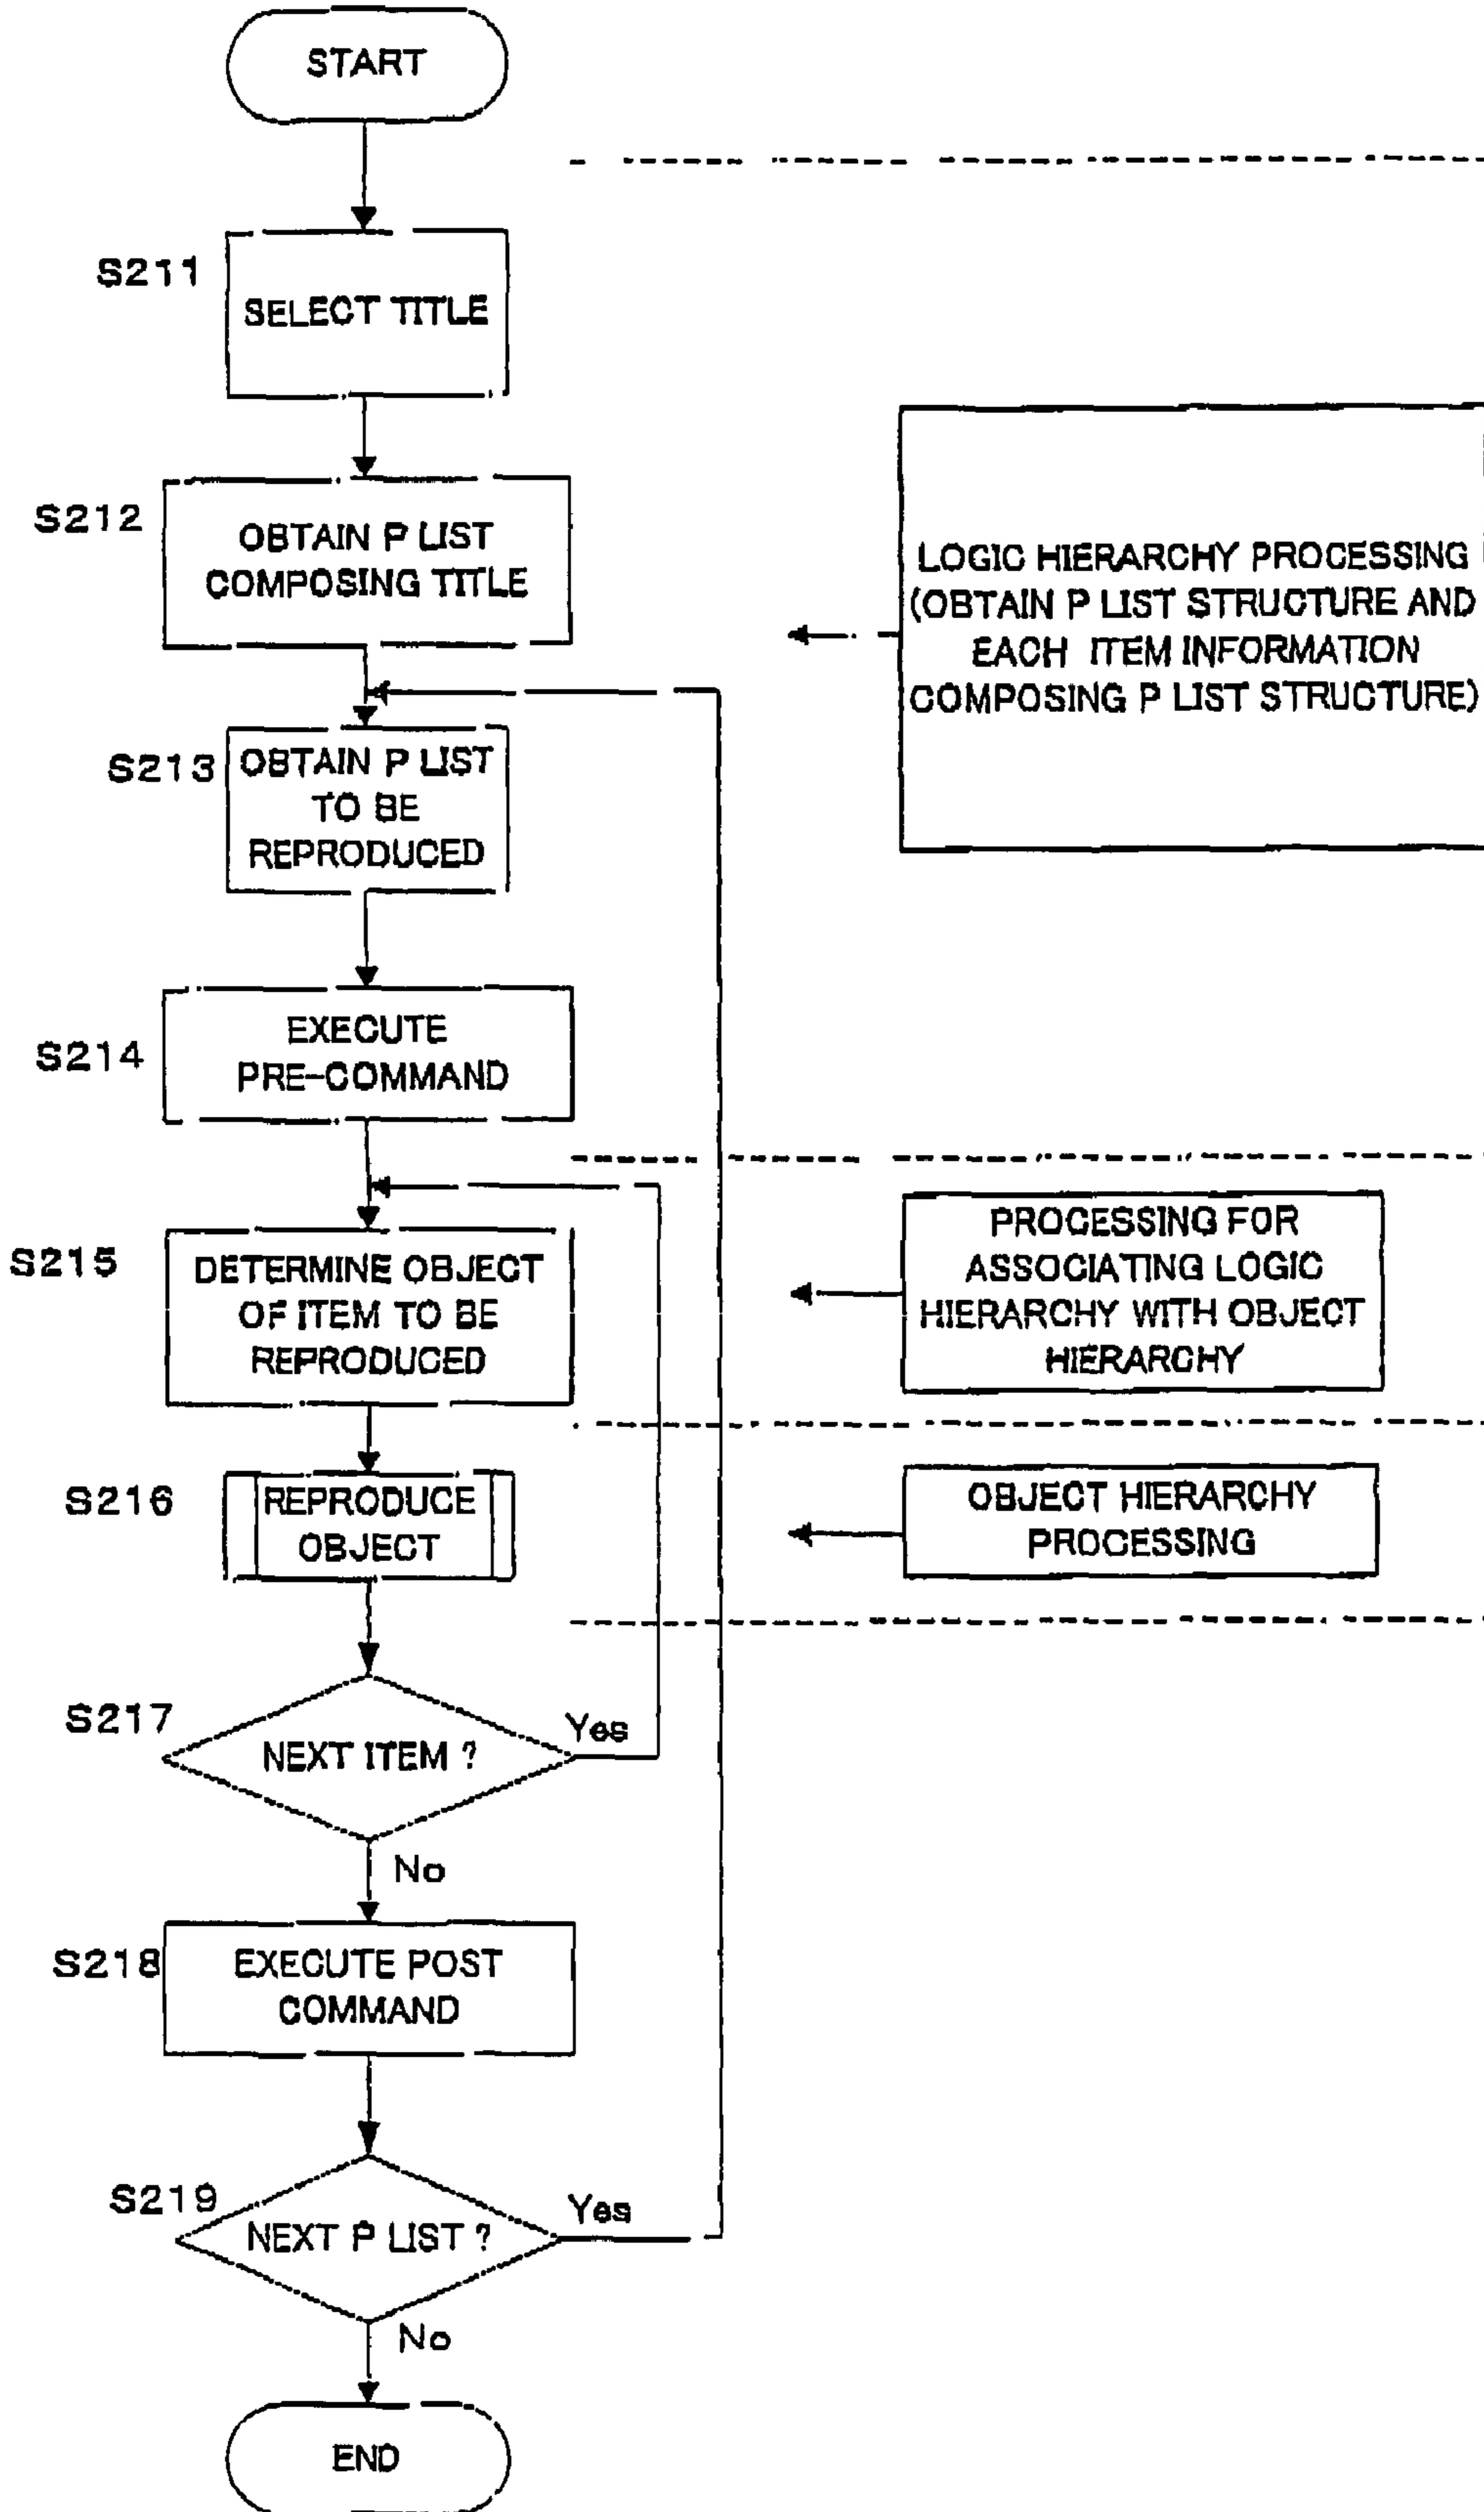 START
S211
SELECT TITLE
S212
OBTAIN P LIST
COMPOSING TITLE
LOGIC HIERARCHY PROCESSING
(OBTAIN P LIST STRUCTURE AND
EACH ITEM INFORMATION
COMPOSING P LIST STRUCTURE)
S213
OBTAIN P LIST
TO BE
REPRODUCED
S214
EXECUTE
PRE-COMMAND
S215
DETERMINE OBJECT
OF ITEM TO BE
REPRODUCED
PROCESSING FOR
ASSOCIATING LOGIC
HIERARCHY WITH OBJECT
HIERARCHY
S216
REPRODUCE
OBJECT
OBJECT HIERARCHY
PROCESSING
S217
NEXT ITEM ?
Yes
No
S218
EXECUTE POST
COMMAND
S219
NEXT P LIST ?
Yes
No
END